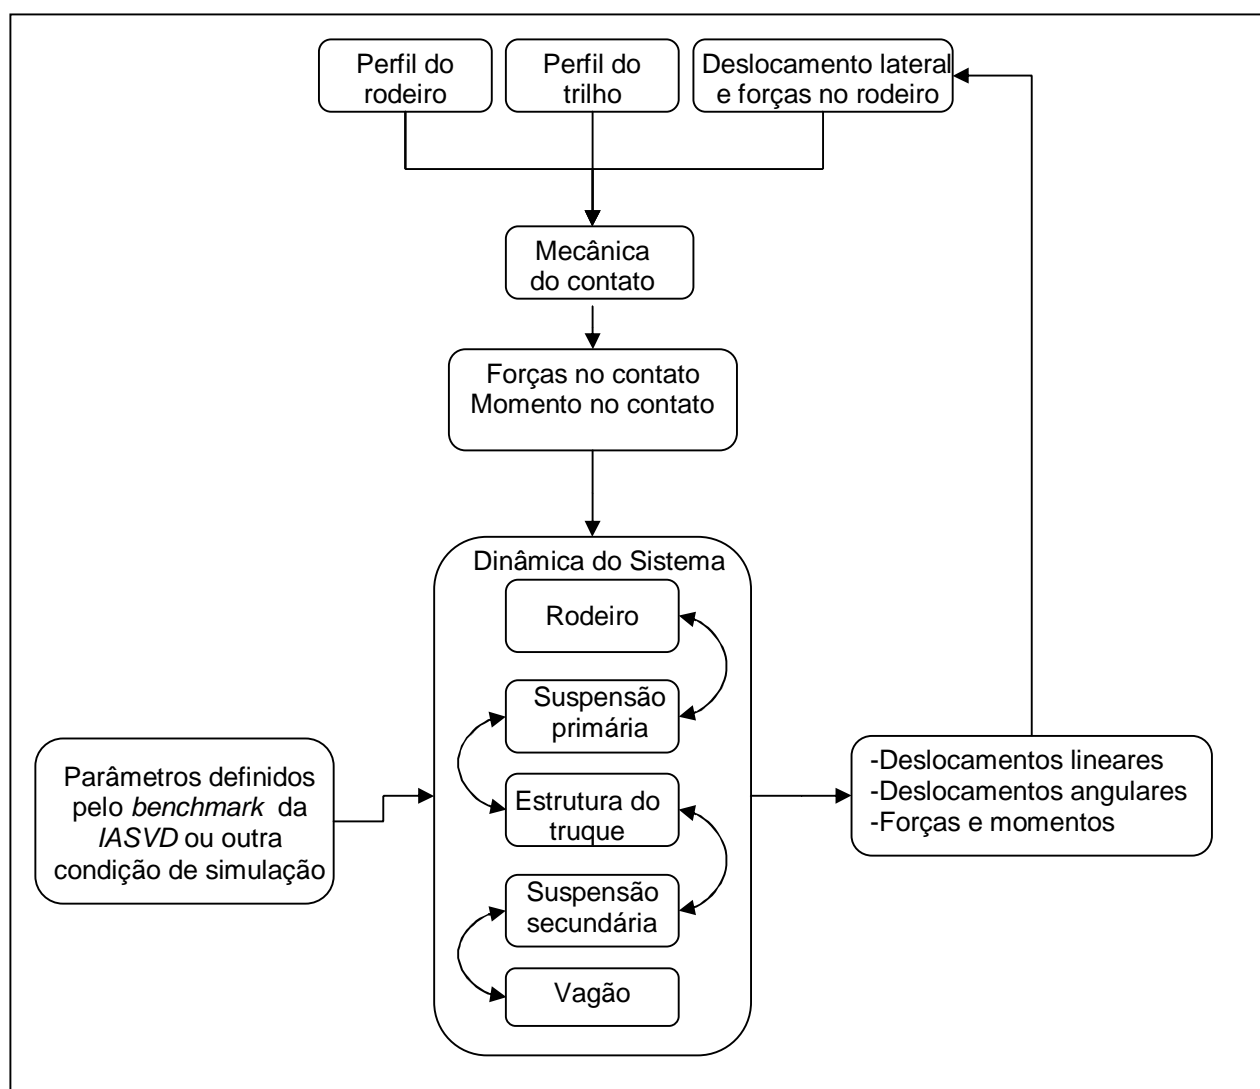 Perfil do
rodeiro
Perfil do
trilho
Deslocamento lateral
e forças no rodeiro
Mecânica
do contato
Forças no contato
Momento no contato
Dinâmica do Sistema
Rodeiro
Suspensão
primária
Estrutura do
truque
Suspensão
secundária
Vagão
Parâmetros definidos
pelo benchmark da
IASVD ou outra
condição de simulação
-Deslocamentos lineares
-Deslocamentos angulares
-Forças e momentos